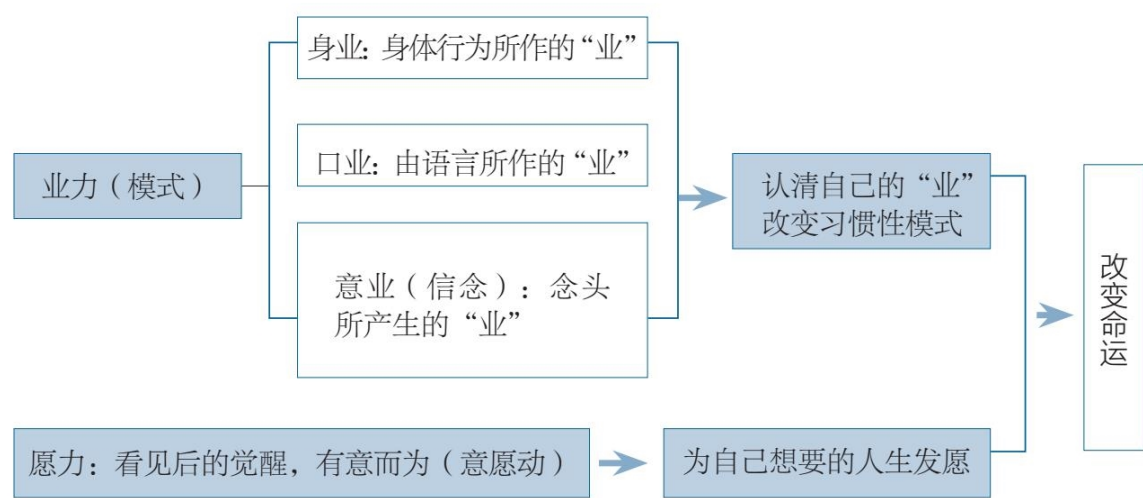 身业：身体行为所作的“业”
口业：由语言所作的“业”
业力（模式）
意业（信念）：念头
所产生的“业”
认清自己的“业”
改变习惯性模式
改变命运
愿力：看见后的觉醒，有意而为（意愿动）
为自己想要的人生发愿